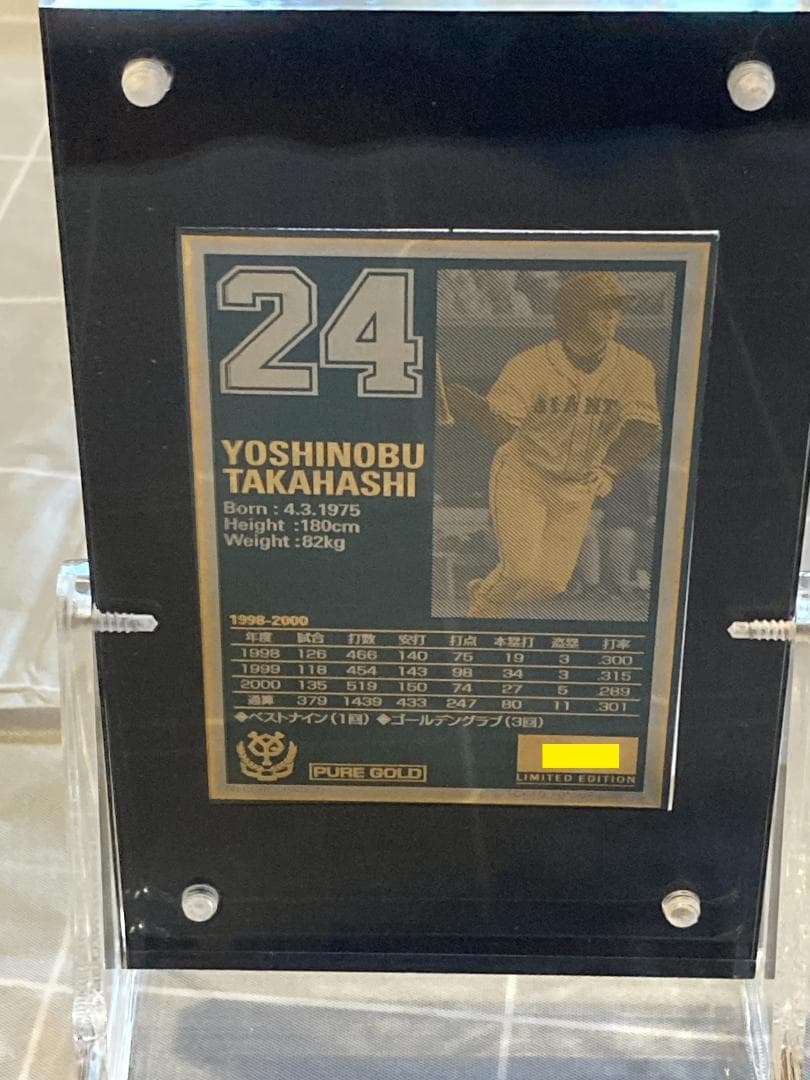 24
YOSHINOBU
TAKAHASHI
Born : 4.3.1975
Height :180cm
Weight :82kg
GIANTS
1998-2000
年度 試合 打数 安打 打点 本塁打 盗塁 打率
1998 126 466 140 75 19 3 .300
1999 118 454 143 98 34 3 .315
2000 135 519 150 74 27 5 .289
通算 379 1439 433 247 80 11 .301
◆ベストナイン(1回) ◆ゴールデングラブ(3回)
PURE GOLD
LIMITED EDITION